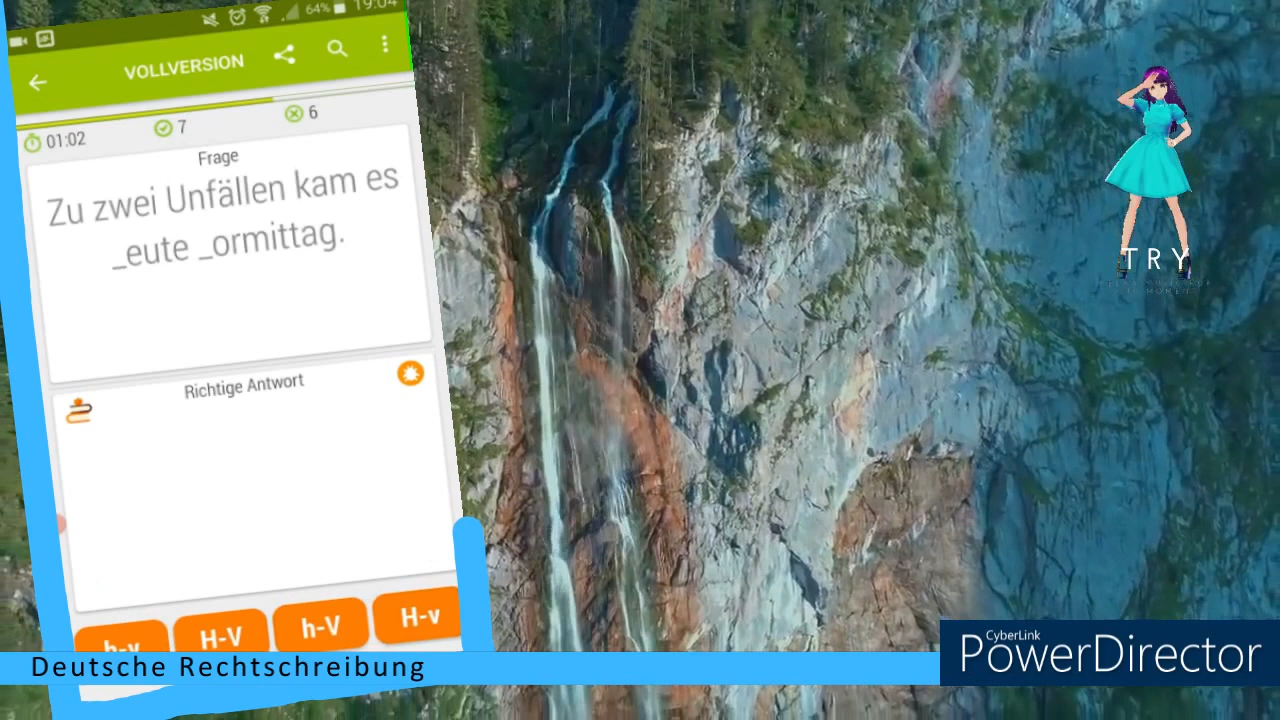 64% 19:04
VOLLVERSION
01:02 7 6
Frage
Zu zwei Unfällen kam es
_eute _ormittag.
Richtige Antwort
h-v H-V h-V H-v
Deutsche Rechtschreibung
TRY
CyberLink
PowerDirector